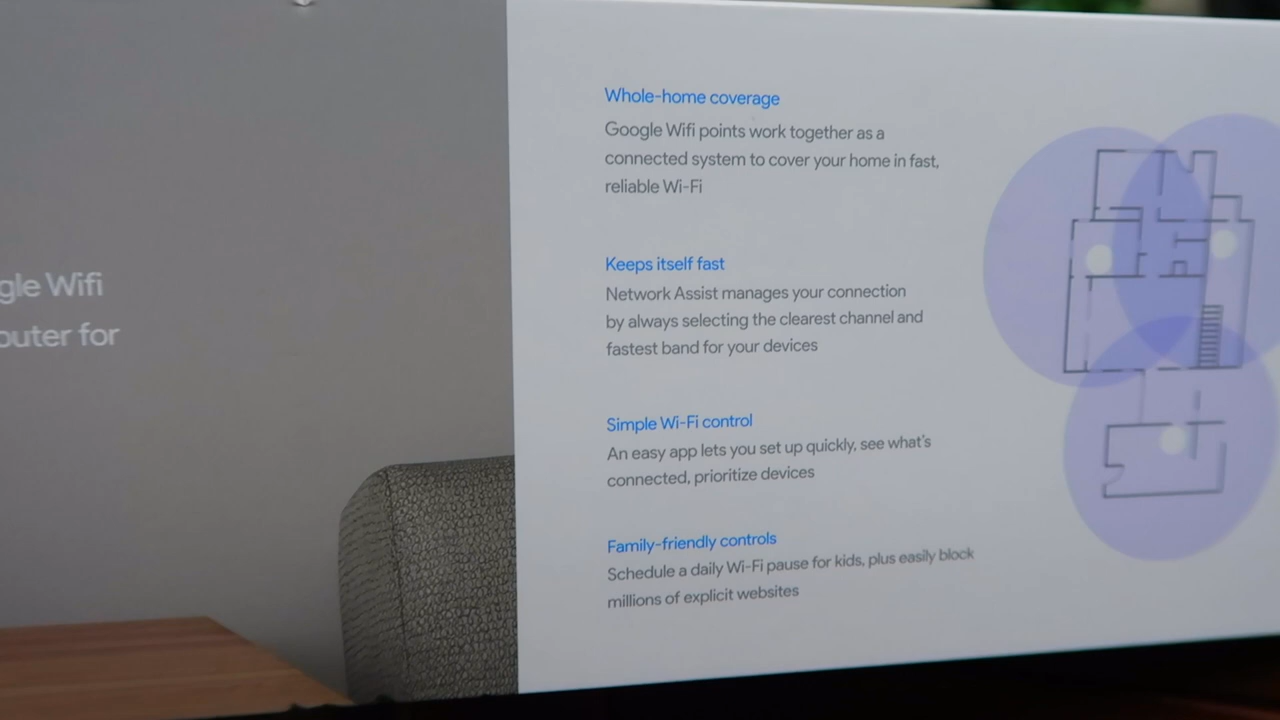 gle Wifi
outer for
Whole-home coverage
Google Wifi points work together as a
connected system to cover your home in fast,
reliable Wi-Fi
Keeps itself fast
Network Assist manages your connection
by always selecting the clearest channel and
fastest band for your devices
Simple Wi-Fi control
An easy app lets you set up quickly, see what's
connected, prioritize devices
Family-friendly controls
Schedule a daily Wi-Fi pause for kids, plus easily block
millions of explicit websites